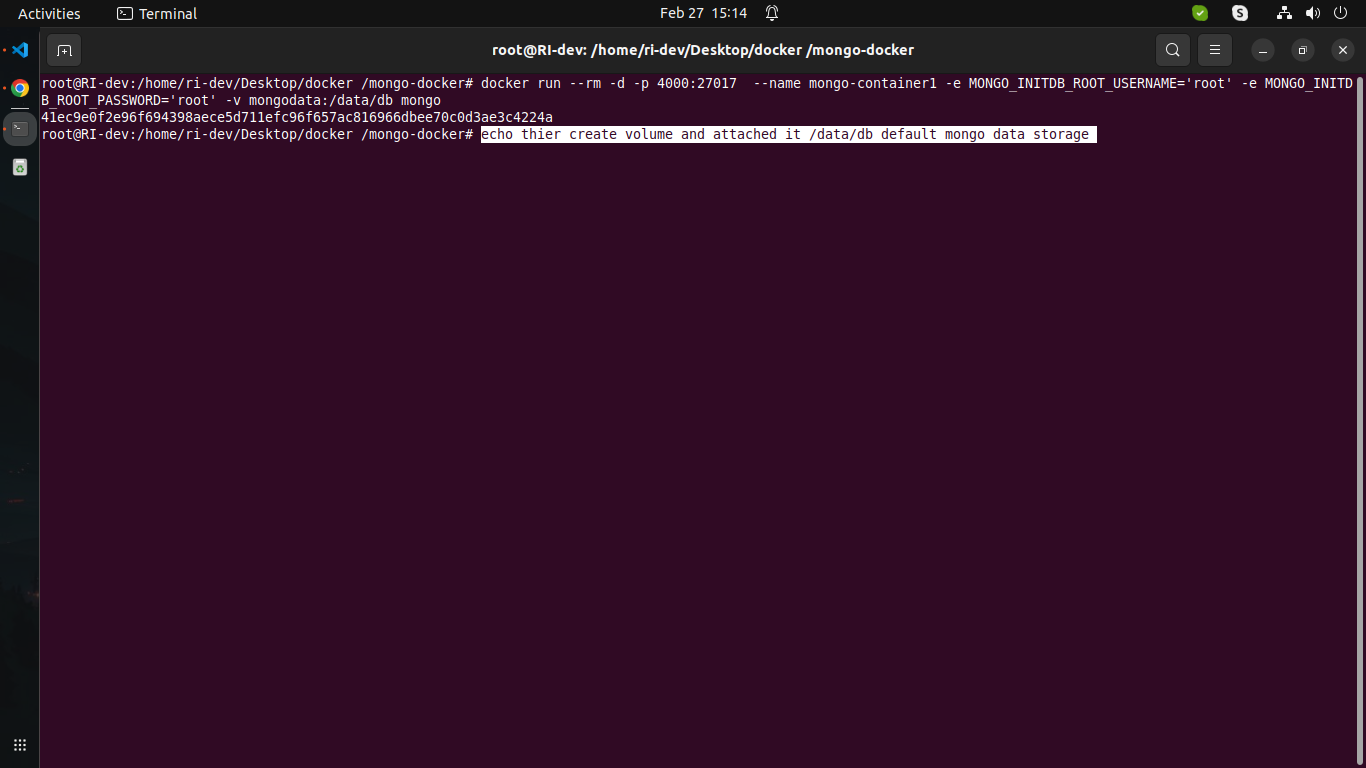 Activities
Terminal
Feb 27 15:14
S
root@RI-dev: /home/ri-dev/Desktop/docker /mongo-docker
root@RI-dev:/home/ri-dev/Desktop/docker /mongo-docker# docker run --rm -d -p 4000:27017  --name mongo-container1 -e MONGO_INITDB_ROOT_USERNAME='root' -e MONGO_INITD
B_ROOT_PASSWORD='root' -v mongodata:/data/db mongo
41ec9e0f2e96f694398aece5d711efc96f657ac816966dbee70c0d3ae3c4224a
root@RI-dev:/home/ri-dev/Desktop/docker /mongo-docker# echo thier create volume and attached it /data/db default mongo data storage